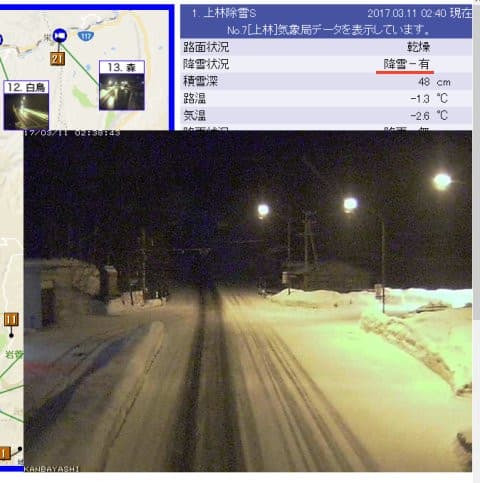 1. 上林除雪S 2017.03.11 02:40 現在
No.7[上林]気象局データを表示しています。
路面状況 乾燥
降雪状況 降雪－有
積雪深 48 cm
路温 -1.3 ℃
気温 -2.6 ℃
117
21
13. 森
12. 白鳥
17/03/11 02:38:43
11
岩菅
KANBAYASHI